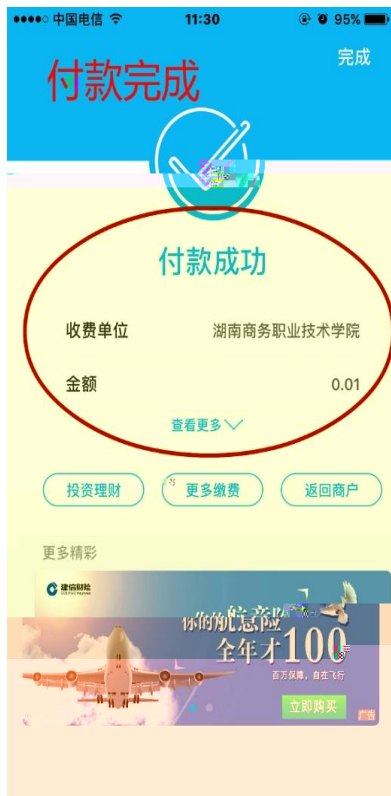 中国电信 11:30 95%
完成
付款完成
付款成功
收费单位 湖南商务职业技术学院
金额 0.01
查看更多
投资理财 更多缴费 返回商户
更多精彩
建信财险
你的航意险
全年才100
百万保障，自在飞行
立即购买
广告